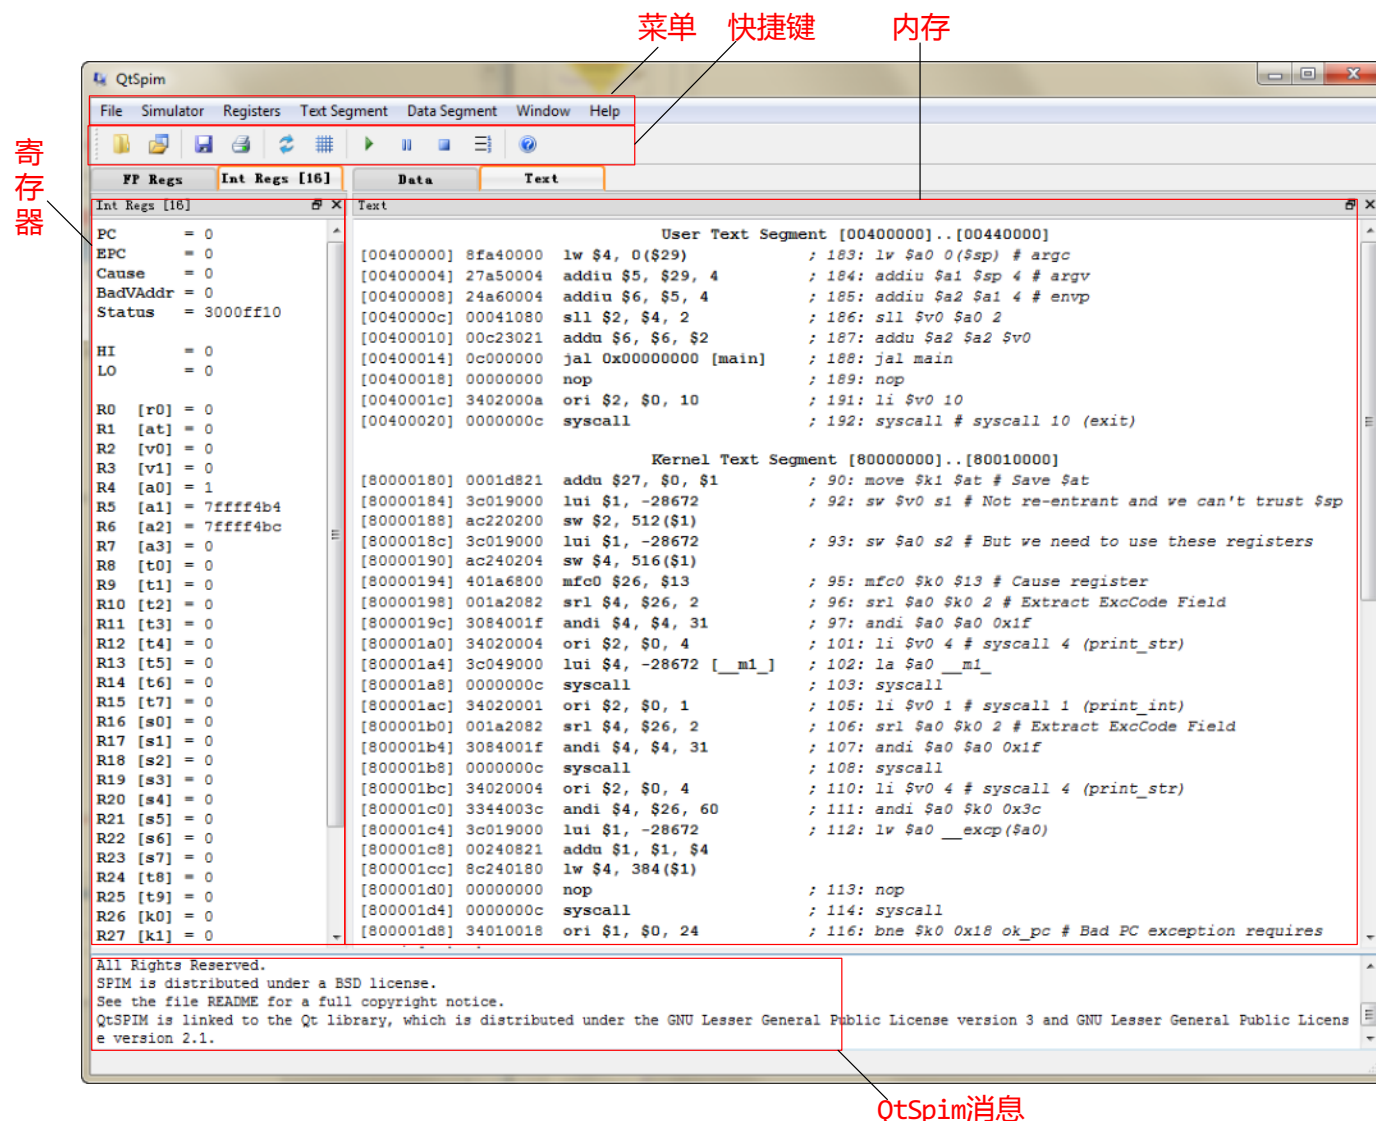 菜单 快捷键 内存
QtSpim
File Simulator Registers Text Segment Data Segment Window Help
寄存器
FP Regs Int Regs [16] Data Text
Int Regs [16] Text
PC = 0
EPC = 0
Cause = 0
BadVAddr = 0
Status = 3000ff10
HI = 0
LO = 0
R0 [r0] = 0
R1 [at] = 0
R2 [v0] = 0
R3 [v1] = 0
R4 [a0] = 1
R5 [a1] = 7ffff4b4
R6 [a2] = 7ffff4bc
R7 [a3] = 0
R8 [t0] = 0
R9 [t1] = 0
R10 [t2] = 0
R11 [t3] = 0
R12 [t4] = 0
R13 [t5] = 0
R14 [t6] = 0
R15 [t7] = 0
R16 [s0] = 0
R17 [s1] = 0
R18 [s2] = 0
R19 [s3] = 0
R20 [s4] = 0
R21 [s5] = 0
R22 [s6] = 0
R23 [s7] = 0
R24 [t8] = 0
R25 [t9] = 0
R26 [k0] = 0
R27 [k1] = 0
User Text Segment [00400000]..[00440000]
[00400000] 8fa40000 lw $4, 0($29) ; 183: lw $a0 0($sp) # argc
[00400004] 27a50004 addiu $5, $29, 4 ; 184: addiu $a1 $sp 4 # argv
[00400008] 24a60004 addiu $6, $5, 4 ; 185: addiu $a2 $a1 4 # envp
[0040000c] 00041080 sll $2, $4, 2 ; 186: sll $v0 $a0 2
[00400010] 00c23021 addu $6, $6, $2 ; 187: addu $a2 $a2 $v0
[00400014] 0c000000 jal 0x00000000 [main] ; 188: jal main
[00400018] 00000000 nop ; 189: nop
[0040001c] 3402000a ori $2, $0, 10 ; 191: li $v0 10
[00400020] 0000000c syscall ; 192: syscall # syscall 10 (exit)
Kernel Text Segment [80000000]..[80010000]
[80000180] 0001d821 addu $27, $0, $1 ; 90: move $k1 $at # Save $at
[80000184] 3c019000 lui $1, -28672 ; 92: sw $v0 s1 # Not re-entrant and we can't trust $sp
[80000188] ac220200 sw $2, 512($1)
[8000018c] 3c019000 lui $1, -28672 ; 93: sw $a0 s2 # But we need to use these registers
[80000190] ac240204 sw $4, 516($1)
[80000194] 401a6800 mfc0 $26, $13 ; 95: mfc0 $k0 $13 # Cause register
[80000198] 001a2082 srl $4, $26, 2 ; 96: srl $a0 $k0 2 # Extract ExcCode Field
[8000019c] 3084001f andi $4, $4, 31 ; 97: andi $a0 $a0 0x1f
[800001a0] 34020004 ori $2, $0, 4 ; 101: li $v0 4 # syscall 4 (print_str)
[800001a4] 3c049000 lui $4, -28672 [__m1_] ; 102: la $a0 __m1_
[800001a8] 0000000c syscall ; 103: syscall
[800001ac] 34020001 ori $2, $0, 1 ; 105: li $v0 1 # syscall 1 (print_int)
[800001b0] 001a2082 srl $4, $26, 2 ; 106: srl $a0 $k0 2 # Extract ExcCode Field
[800001b4] 3084001f andi $4, $4, 31 ; 107: andi $a0 $a0 0x1f
[800001b8] 0000000c syscall ; 108: syscall
[800001bc] 34020004 ori $2, $0, 4 ; 110: li $v0 4 # syscall 4 (print_str)
[800001c0] 3344003c andi $4, $26, 60 ; 111: andi $a0 $k0 0x3c
[800001c4] 3c019000 lui $1, -28672 ; 112: lw $a0 __excp($a0)
[800001c8] 00240821 addu $1, $1, $4
[800001cc] 8c240180 lw $4, 384($1)
[800001d0] 00000000 nop ; 113: nop
[800001d4] 0000000c syscall ; 114: syscall
[800001d8] 34010018 ori $1, $0, 24 ; 116: bne $k0 0x18 ok_pc # Bad PC exception requires
All Rights Reserved.
SPIM is distributed under a BSD license.
See the file README for a full copyright notice.
QtSPIM is linked to the Qt library, which is distributed under the GNU Lesser General Public License version 3 and GNU Lesser General Public Licens
e version 2.1.
QtSpim消息